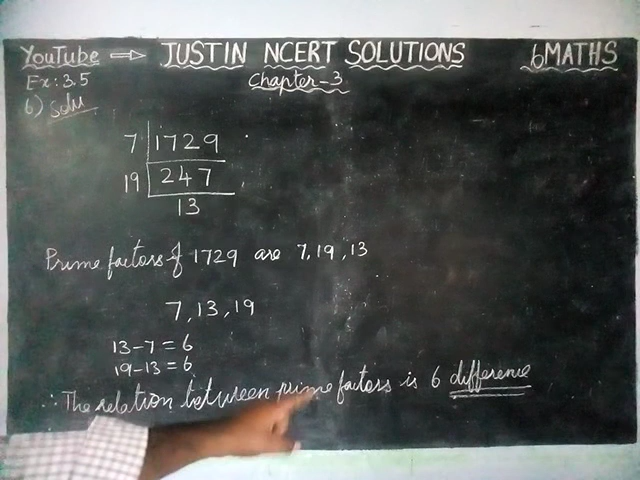 YouTube ⇒ JUSTIN NCERT SOLUTIONS 6MATHS
Ex: 3.5 Chapter-3
6) Solu
7 | 1729
19 | 247
13
Prime factors of 1729 are 7, 19, 13
7, 13, 19
13-7 = 6
19-13 = 6
∴ The relation between prime factors is 6 difference